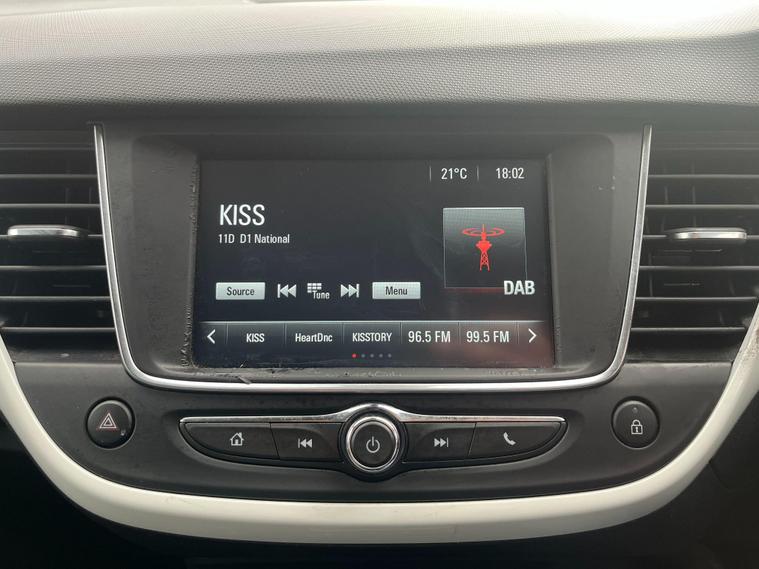 21°C 18:02
KISS
11D D1 National
DAB
Source Tune Menu
KISS HeartDnc KISSTORY 96.5 FM 99.5 FM